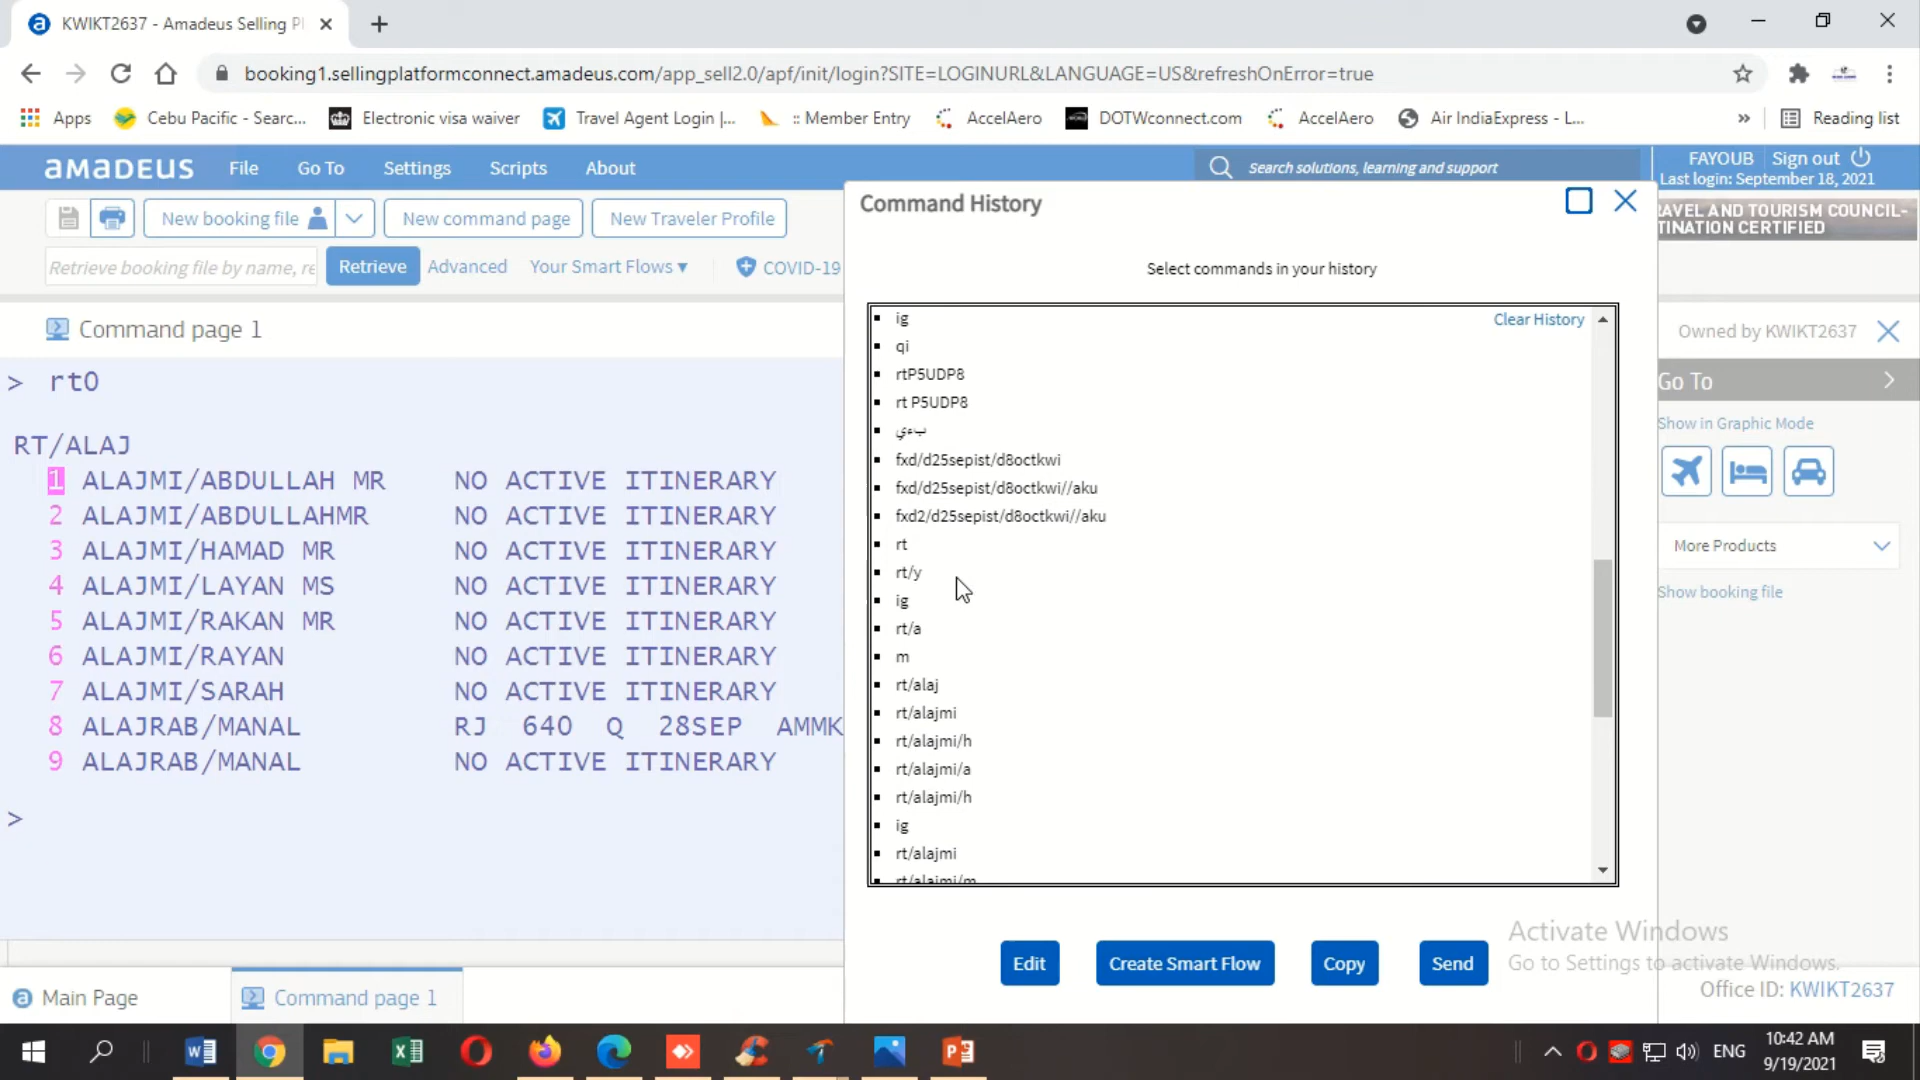 KWIKT2637 - Amadeus Selling Pl
booking1.sellingplatformconnect.amadeus.com/app_sell2.0/apf/init/login?SITE=LOGINURL&LANGUAGE=US&refreshOnError=true
Apps Cebu Pacific - Searc... Electronic visa waiver Travel Agent Login |... :: Member Entry AccelAero DOTWconnect.com AccelAero Air IndiaExpress - L... » Reading list
amadeus File Go To Settings Scripts About Search solutions, learning and support FAYOUB Sign out
Last login: September 18, 2021
New booking file New command page New Traveler Profile
RAVEL AND TOURISM COUNCIL-
TINATION CERTIFIED
Retrieve booking file by name, re Retrieve Advanced Your Smart Flows ▾ COVID-19
Command page 1
Owned by KWIKT2637
> rt0
RT/ALAJ
1 ALAJMI/ABDULLAH MR NO ACTIVE ITINERARY
2 ALAJMI/ABDULLAHMR NO ACTIVE ITINERARY
3 ALAJMI/HAMAD MR NO ACTIVE ITINERARY
4 ALAJMI/LAYAN MS NO ACTIVE ITINERARY
5 ALAJMI/RAKAN MR NO ACTIVE ITINERARY
6 ALAJMI/RAYAN NO ACTIVE ITINERARY
7 ALAJMI/SARAH NO ACTIVE ITINERARY
8 ALAJRAB/MANAL RJ 640 Q 28SEP AMMK
9 ALAJRAB/MANAL NO ACTIVE ITINERARY
>
Command History
Select commands in your history
Clear History
ig
qi
rtP5UDP8
rt P5UDP8
بءي
fxd/d25sepist/d8octkwi
fxd/d25sepist/d8octkwi//aku
fxd2/d25sepist/d8octkwi//aku
rt
rt/y
ig
rt/a
m
rt/alaj
rt/alajmi
rt/alajmi/h
rt/alajmi/a
rt/alajmi/h
ig
rt/alajmi
rt/alajmi/m
Edit Create Smart Flow Copy Send
Go To
Show in Graphic Mode
More Products
Show booking file
Activate Windows
Go to Settings to activate Windows.
Office ID: KWIKT2637
Main Page Command page 1
ENG 10:42 AM
9/19/2021